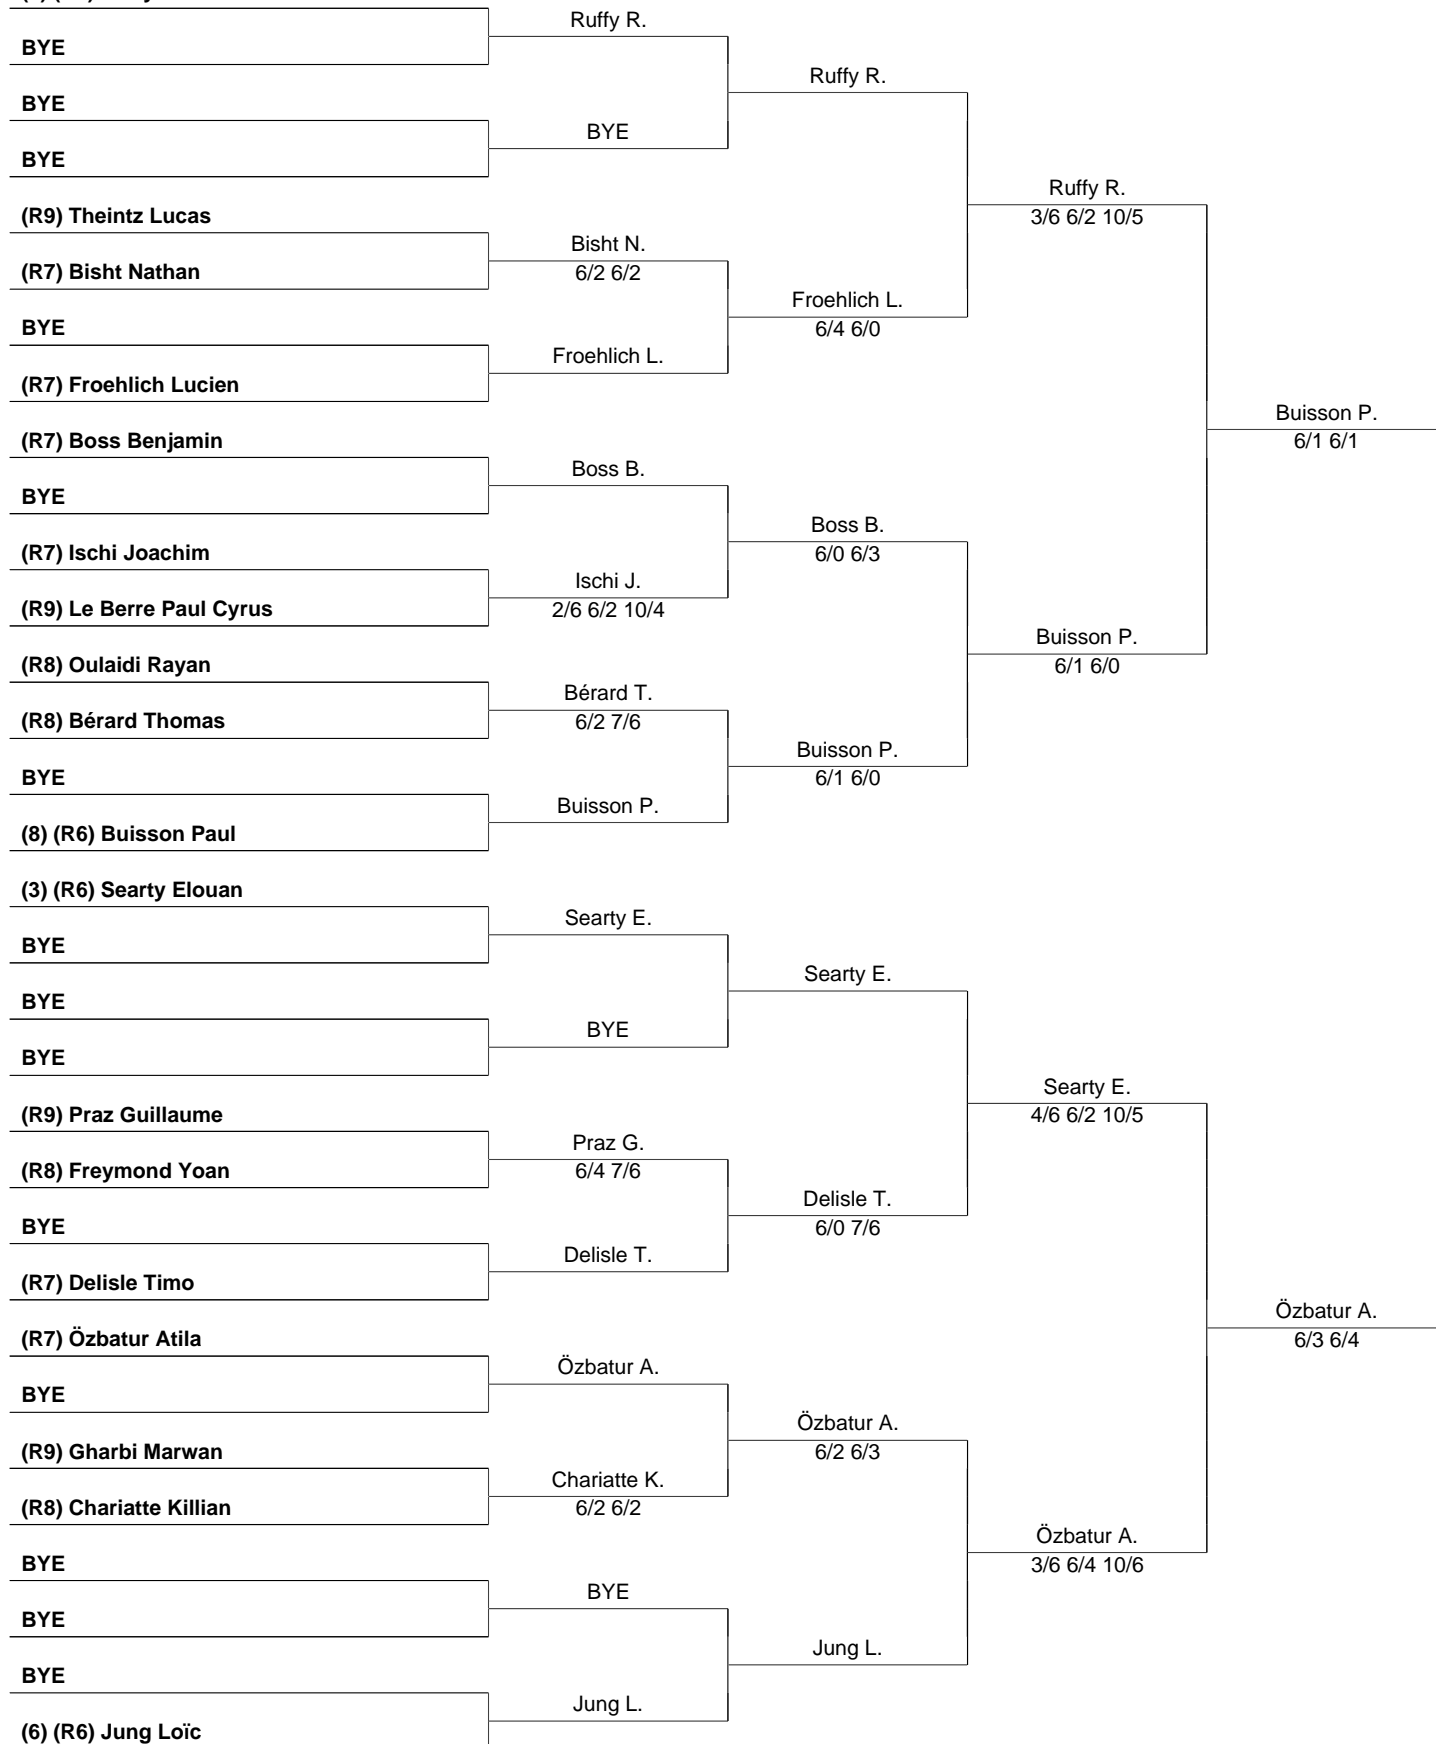 BYE
BYE
BYE
(R9) Theintz Lucas
(R7) Bisht Nathan
BYE
(R7) Froehlich Lucien
(R7) Boss Benjamin
BYE
(R7) Ischi Joachim
(R9) Le Berre Paul Cyrus
(R8) Oulaidi Rayan
(R8) Bérard Thomas
BYE
(8) (R6) Buisson Paul
(3) (R6) Searty Elouan
BYE
BYE
BYE
(R9) Praz Guillaume
(R8) Freymond Yoan
BYE
(R7) Delisle Timo
(R7) Özbatur Atila
BYE
(R9) Gharbi Marwan
(R8) Chariatte Killian
BYE
BYE
BYE
(6) (R6) Jung Loïc
Ruffy R.
BYE
Bisht N.
6/2 6/2
Froehlich L.
Boss B.
Ischi J.
2/6 6/2 10/4
Bérard T.
6/2 7/6
Buisson P.
Searty E.
BYE
Praz G.
6/4 7/6
Delisle T.
Özbatur A.
Chariatte K.
6/2 6/2
BYE
Jung L.
Ruffy R.
Froehlich L.
6/4 6/0
Boss B.
6/0 6/3
Buisson P.
6/1 6/0
Searty E.
Delisle T.
6/0 7/6
Özbatur A.
6/2 6/3
Jung L.
Ruffy R.
3/6 6/2 10/5
Buisson P.
6/1 6/0
Searty E.
4/6 6/2 10/5
Özbatur A.
3/6 6/4 10/6
Buisson P.
6/1 6/1
Özbatur A.
6/3 6/4